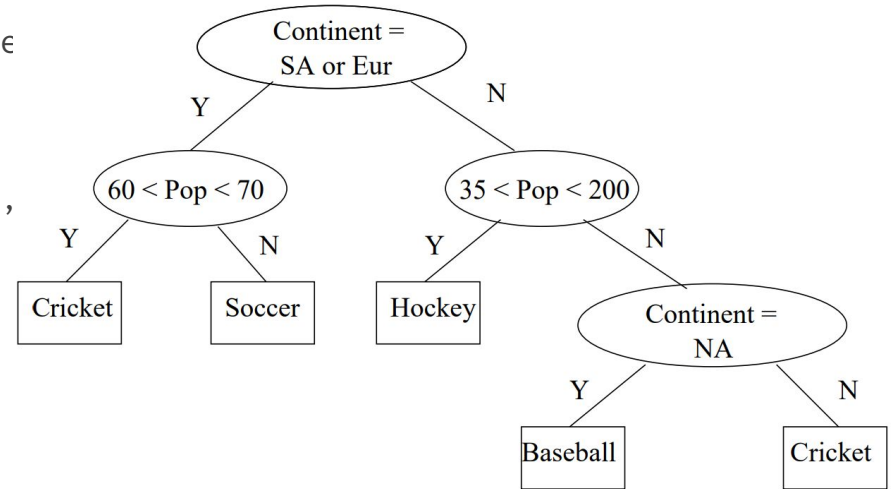 e
Continent =
SA or Eur
Y
N
,
60 < Pop < 70
35 < Pop < 200
Y
N
Y
N
Cricket
Soccer
Hockey
Continent =
NA
Y
N
Baseball
Cricket